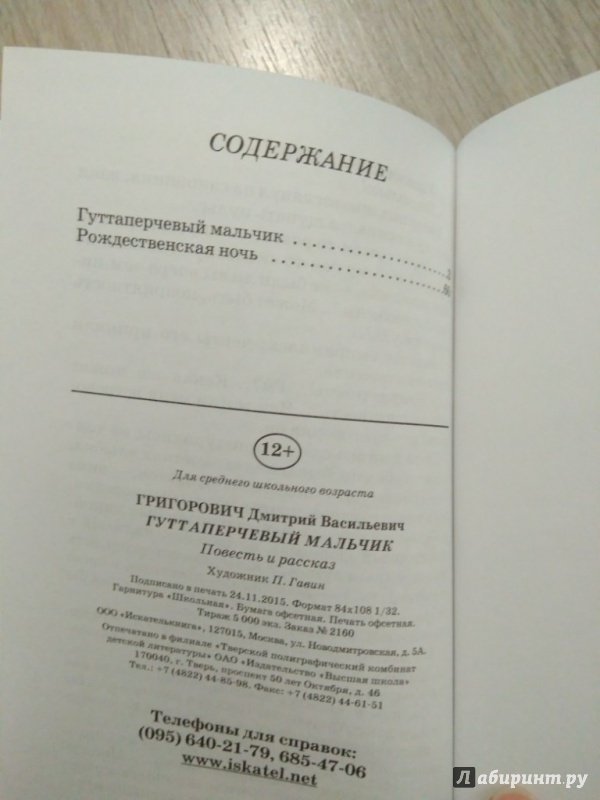 СОДЕРЖАНИЕ
Гуттаперчевый мальчик
Рождественская ночь
12+
Для среднего школьного возраста
ГРИГОРОВИЧ Дмитрий Васильевич
ГУТТАПЕРЧЕВЫЙ МАЛЬЧИК
Повесть и рассказ
Художник П. Гавин
Подписано в печать 24.11.2015. Формат 84х108 1/32.
Гарнитура «Школьная». Бумага офсетная. Печать офсетная.
Тираж 5 000 экз. Заказ № 2160
ООО «Искателькнига», 127015, Москва, ул. Новодмитровская, д. 5А
Отпечатано в филиале «Тверской полиграфический комбинат
детской литературы» ОАО «Издательство «Высшая школа»
170040, г. Тверь, проспект 50 лет Октября, д. 46
Тел.: +7 (4822) 44-85-98. Факс: +7 (4822) 44-61-51
Телефоны для справок:
(095) 640-21-79, 685-47-06
www.iskatel.net
Лабиринт.ру